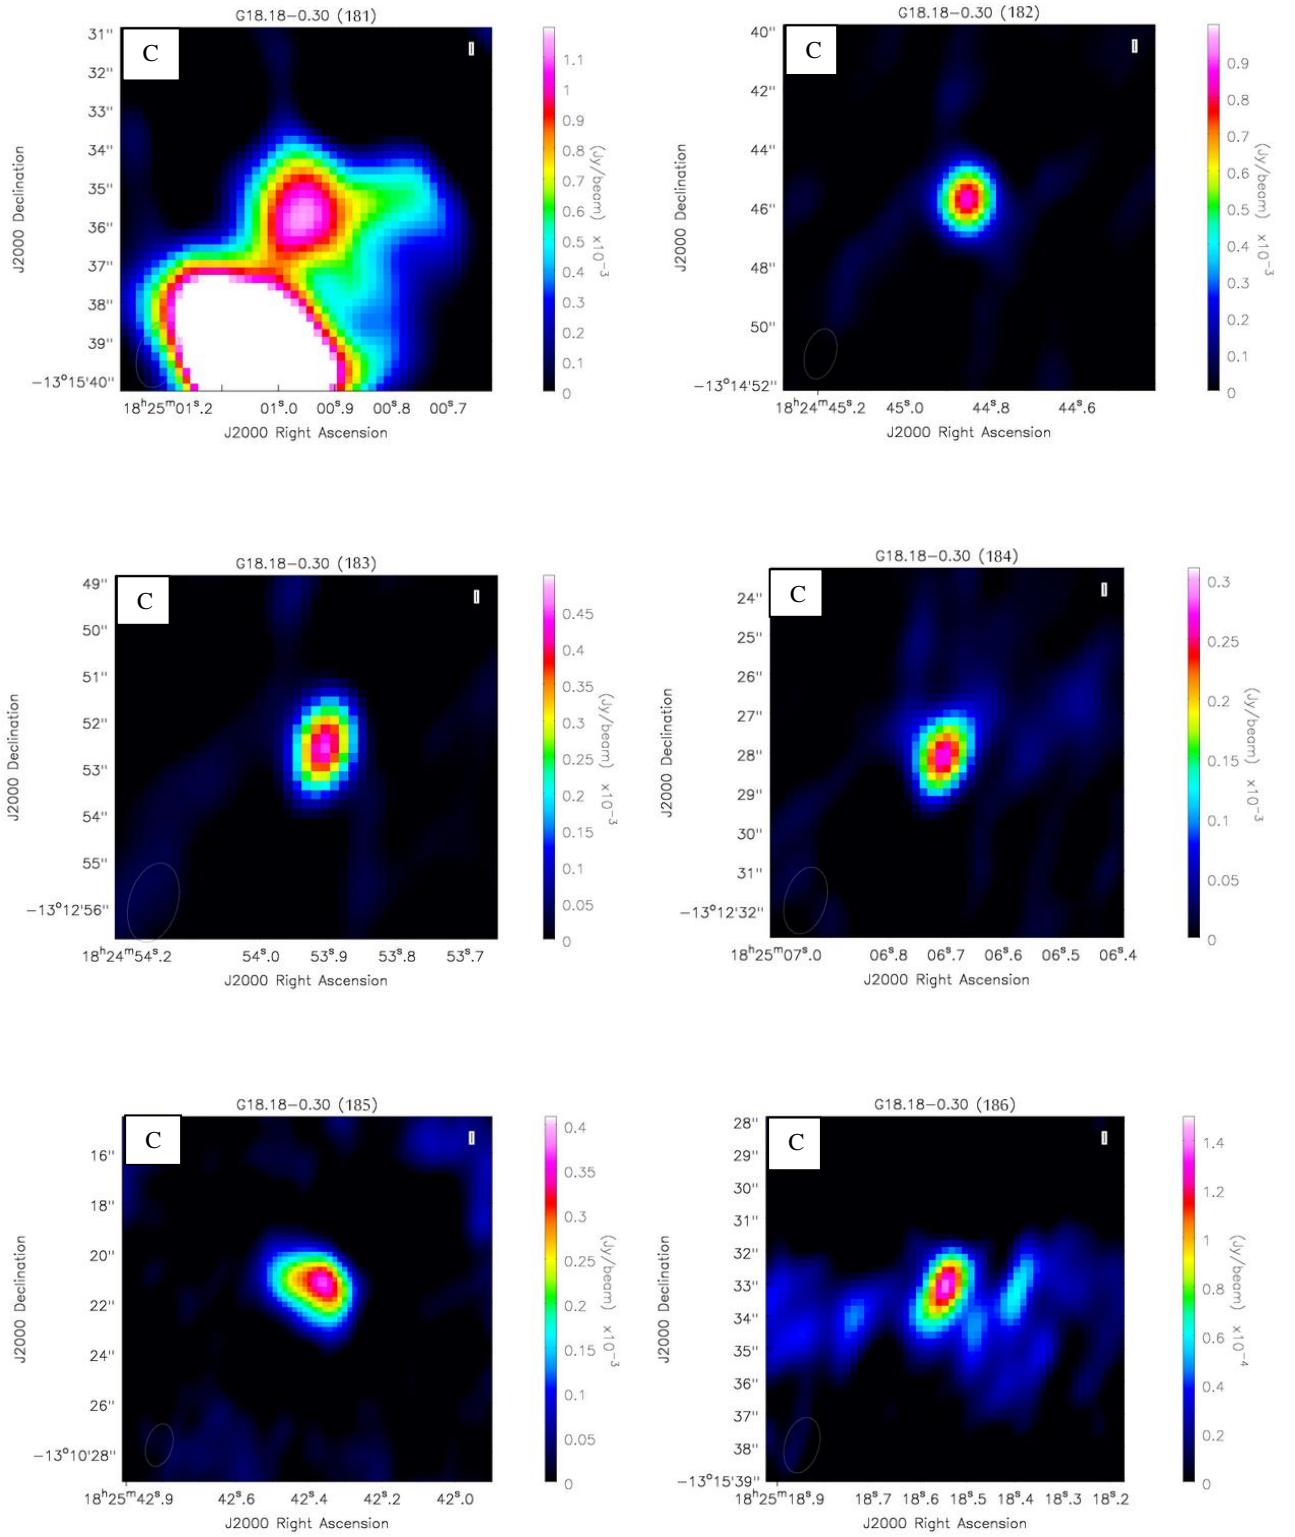 G18.18−0.30 (181)
C
I
31"
32"
33"
34"
35"
36"
37"
38"
39"
−13°15'40"
J2000 Declination
18ʰ25ᵐ01ˢ.2 01ˢ.0 00ˢ.9 00ˢ.8 00ˢ.7
J2000 Right Ascension
1.1
1
0.9
0.8
0.7
0.6
0.5
0.4
0.3
0.2
0.1
0
(Jy/beam) x10⁻³
G18.18−0.30 (182)
C
I
40"
42"
44"
46"
48"
50"
−13°14'52"
J2000 Declination
18ʰ24ᵐ45ˢ.2 45ˢ.0 44ˢ.8 44ˢ.6
J2000 Right Ascension
0.9
0.8
0.7
0.6
0.5
0.4
0.3
0.2
0.1
0
(Jy/beam) x10⁻³
G18.18−0.30 (183)
C
I
49"
50"
51"
52"
53"
54"
55"
−13°12'56"
J2000 Declination
18ʰ24ᵐ54ˢ.2 54ˢ.0 53ˢ.9 53ˢ.8 53ˢ.7
J2000 Right Ascension
0.45
0.4
0.35
0.3
0.25
0.2
0.15
0.1
0.05
0
(Jy/beam) x10⁻³
G18.18−0.30 (184)
C
I
24"
25"
26"
27"
28"
29"
30"
31"
−13°12'32"
J2000 Declination
18ʰ25ᵐ07ˢ.0 06ˢ.8 06ˢ.7 06ˢ.6 06ˢ.5 06ˢ.4
J2000 Right Ascension
0.3
0.25
0.2
0.15
0.1
0.05
0
(Jy/beam) x10⁻³
G18.18−0.30 (185)
C
I
16"
18"
20"
22"
24"
26"
−13°10'28"
J2000 Declination
18ʰ25ᵐ42ˢ.9 42ˢ.6 42ˢ.4 42ˢ.2 42ˢ.0
J2000 Right Ascension
0.4
0.35
0.3
0.25
0.2
0.15
0.1
0.05
0
(Jy/beam) x10⁻³
G18.18−0.30 (186)
C
I
28"
29"
30"
31"
32"
33"
34"
35"
36"
37"
38"
−13°15'39"
J2000 Declination
18ʰ25ᵐ18ˢ.9 18ˢ.7 18ˢ.6 18ˢ.5 18ˢ.4 18ˢ.3 18ˢ.2
J2000 Right Ascension
1.4
1.2
1
0.8
0.6
0.4
0.2
0
(Jy/beam) x10⁻⁴